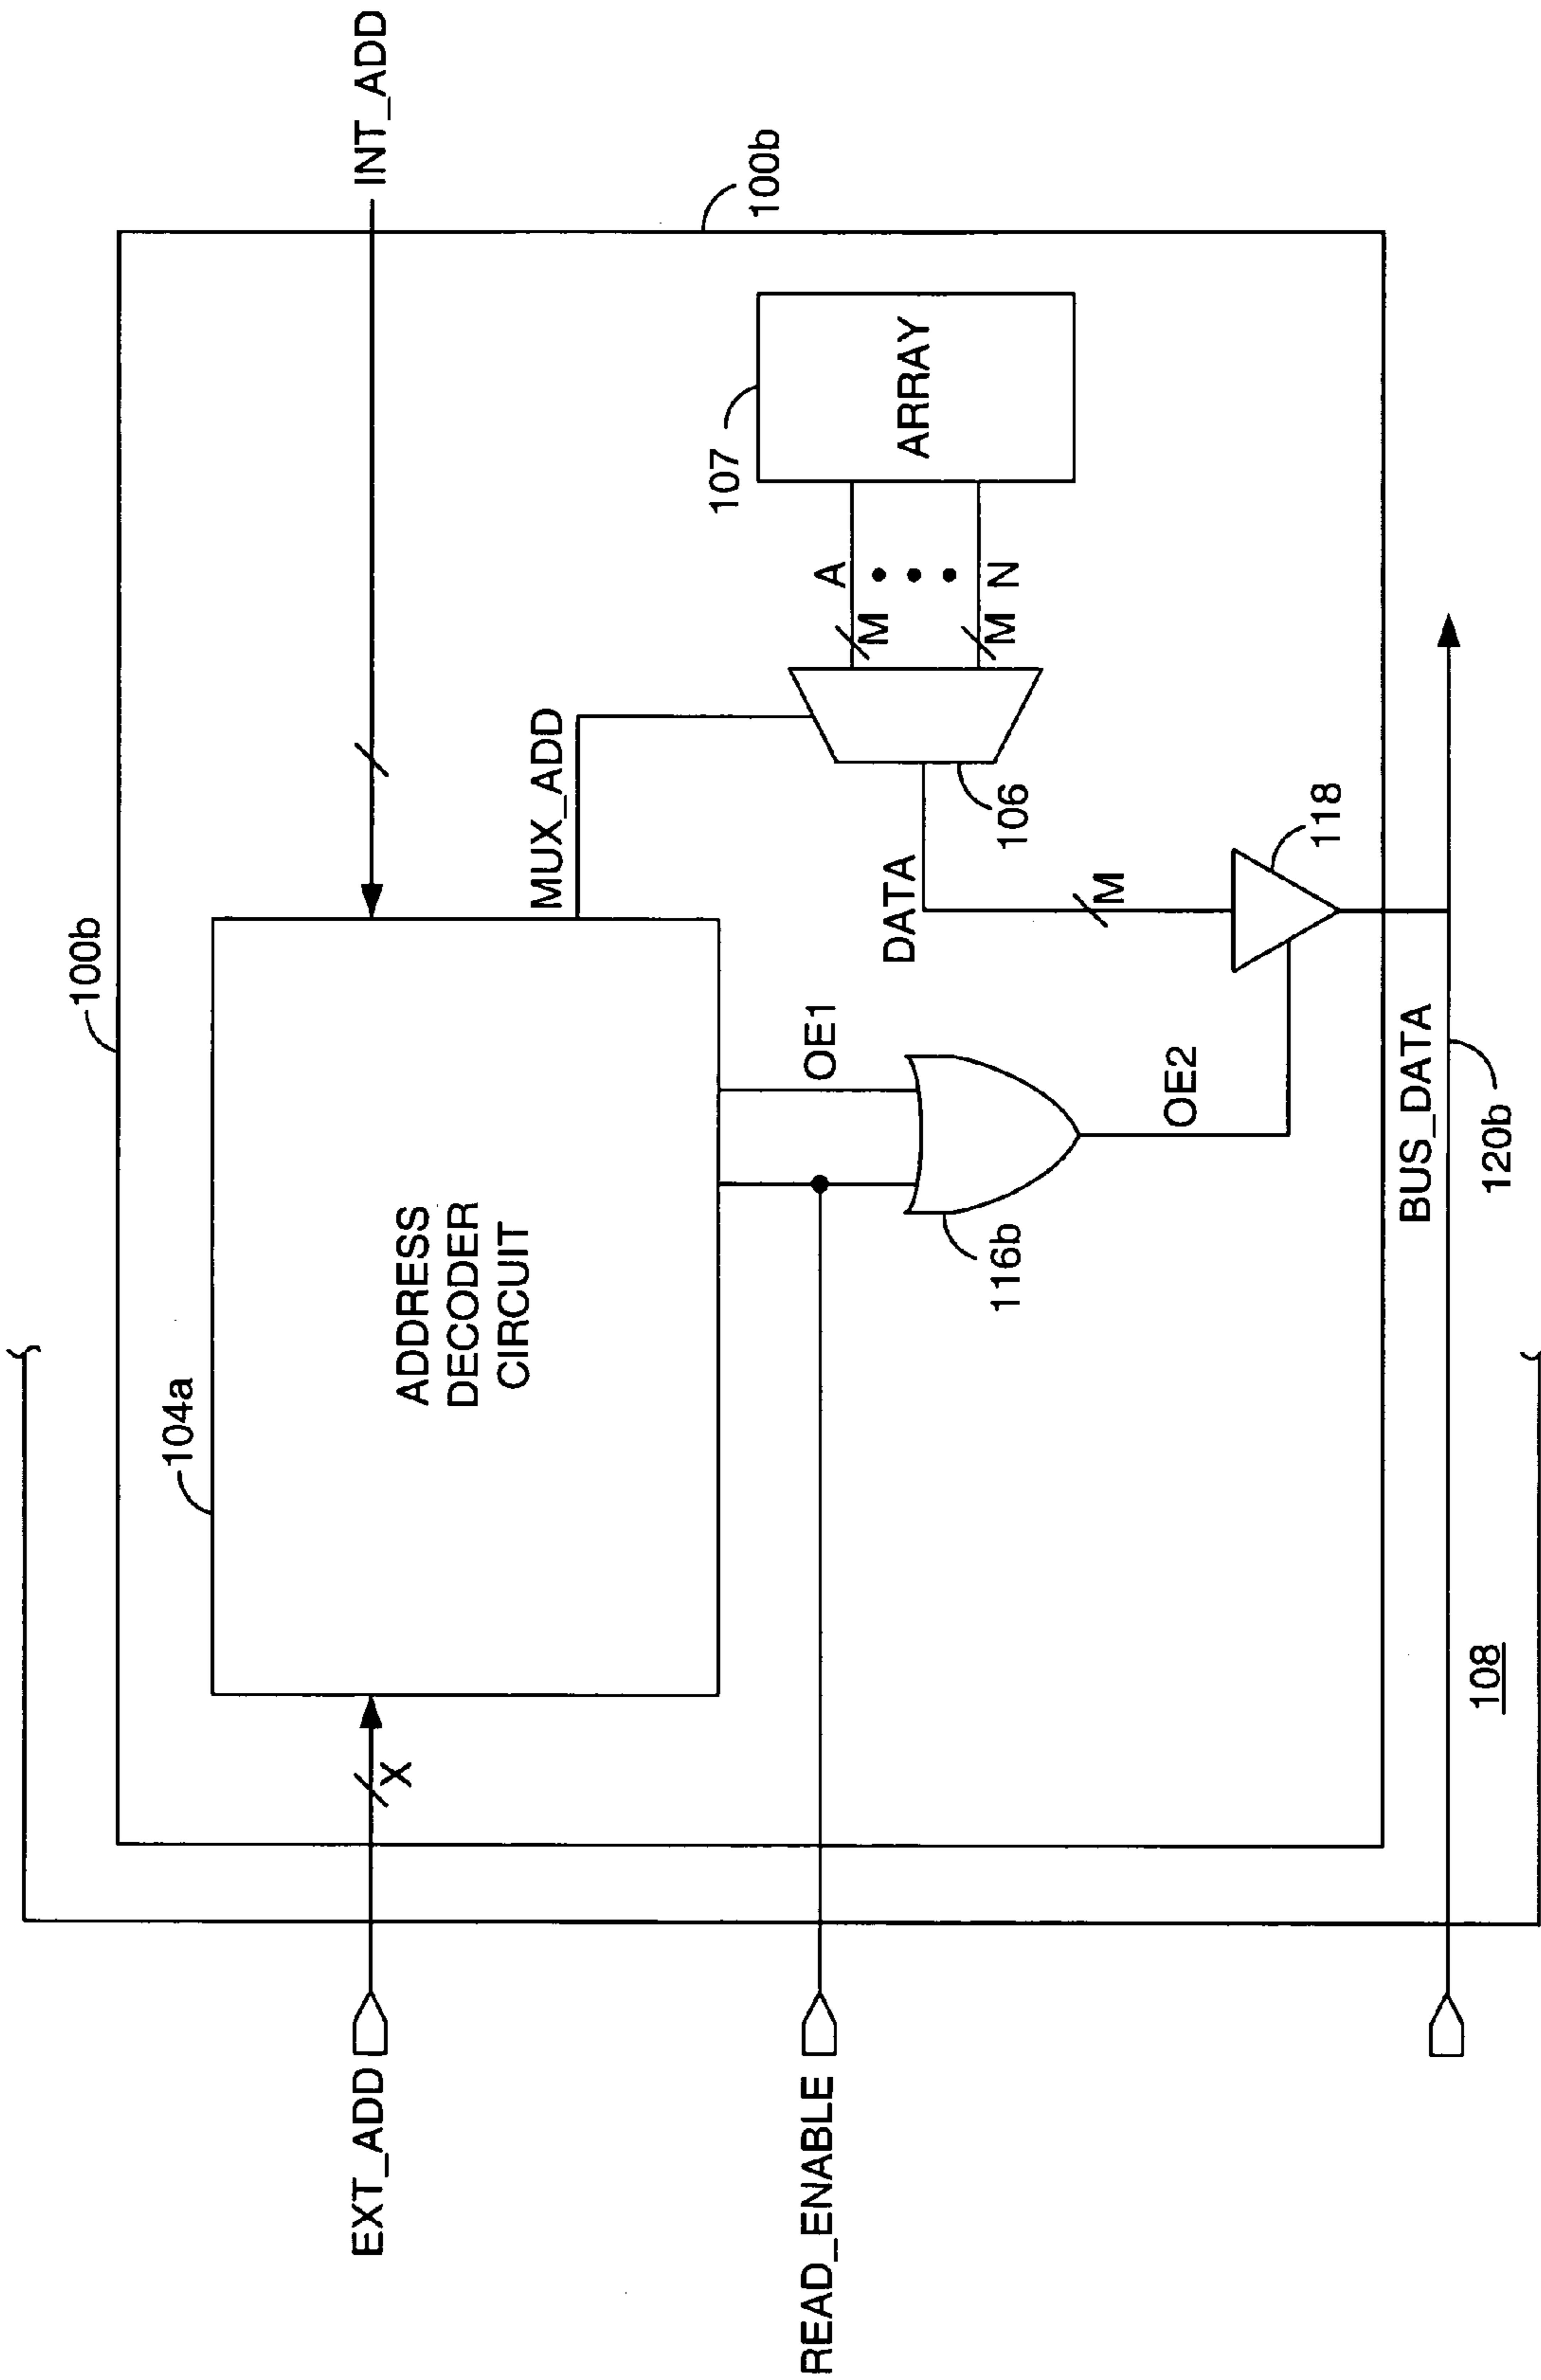 100b
INT_ADD
EXT_ADD
X
104a
ADDRESS
DECODER
CIRCUIT
MUX_ADD
100b
READ_ENABLE
OE1
116b
OE2
107
ARRAY
A
M
N
M
106
DATA
M
118
BUS_DATA
120b
108